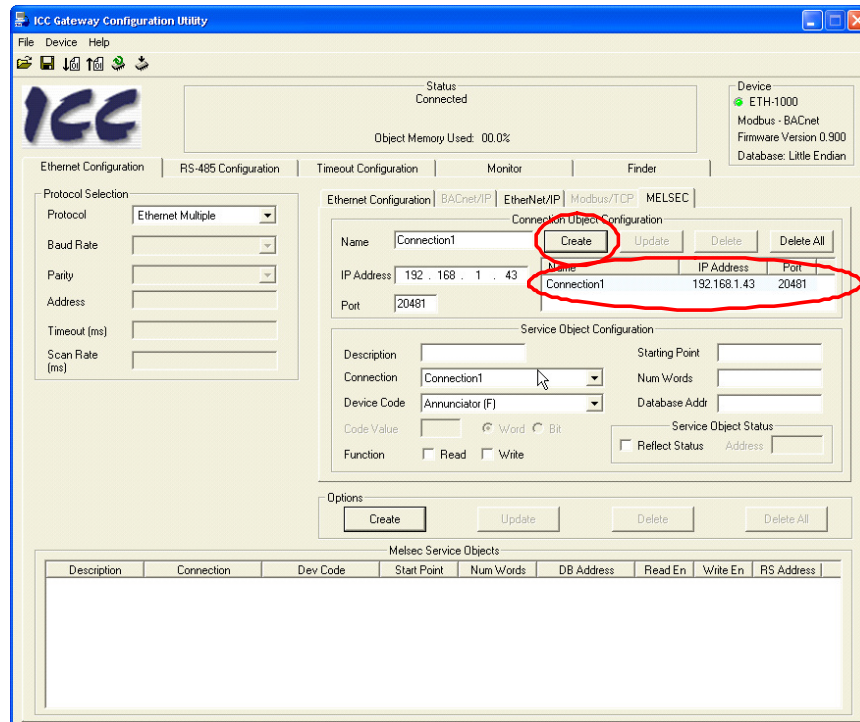 ICC Gateway Configuration Utility
File Device Help
ICC
Status
Connected
Object Memory Used: 00.0%
Device
ETH-1000
Modbus - BACnet
Firmware Version 0.900
Database: Little Endian
Ethernet Configuration RS-485 Configuration Timeout Configuration Monitor Finder
Protocol Selection
Protocol Ethernet Multiple
Baud Rate
Parity
Address
Timeout (ms)
Scan Rate
(ms)
Ethernet Configuration BACnet/IP EtherNet/IP Modbus/TCP MELSEC
Connection Object Configuration
Name Connection1 Create Update Delete Delete All
IP Address 192 . 168 . 1 . 43
Port 20481
Name IP Address Port
Connection1 192.168.1.43 20481
Service Object Configuration
Description Starting Point
Connection Connection1 Num Words
Device Code Annunciator (F) Database Addr
Code Value Word Bit
Service Object Status
Reflect Status Address
Function Read Write
Options
Create Update Delete Delete All
Melsec Service Objects
Description Connection Dev Code Start Point Num Words DB Address Read En Write En RS Address